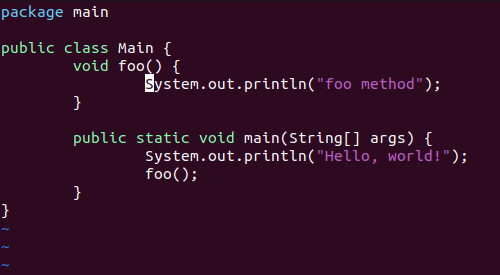 package main

public class Main {
        void foo() {
                System.out.println("foo method");
        }

        public static void main(String[] args) {
                System.out.println("Hello, world!");
                foo();
        }
}
~
~
~